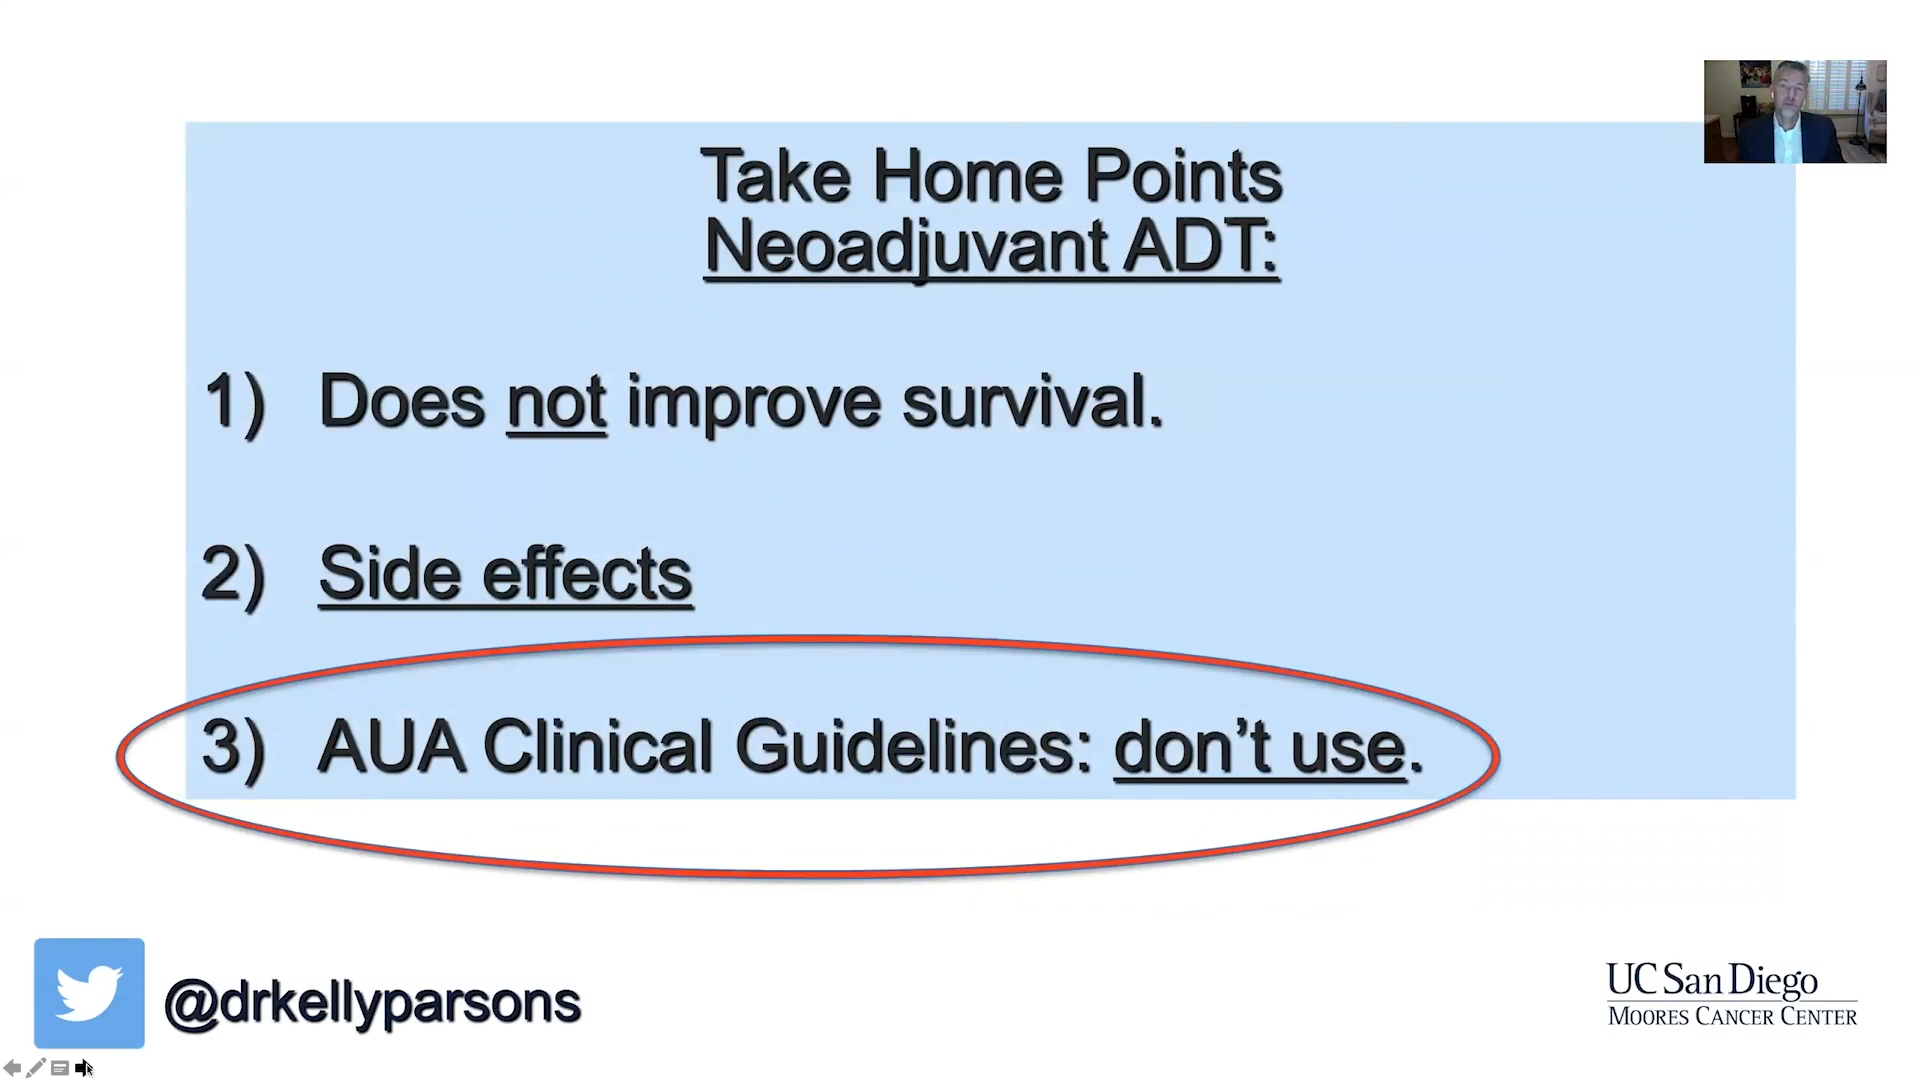 Take Home Points
Neoadjuvant ADT:
1) Does not improve survival.
2) Side effects
3) AUA Clinical Guidelines: don't use.
@drkellyparsons
UC San Diego
MOORES CANCER CENTER